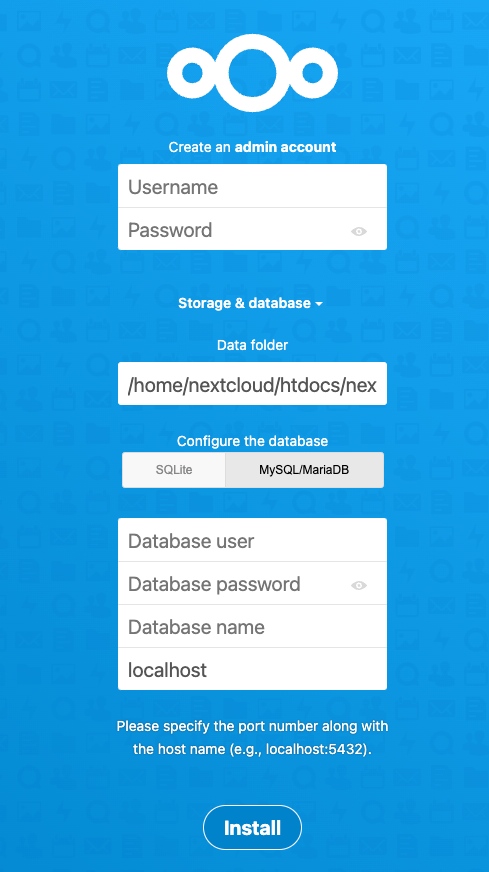 Create an admin account
Username
Password
Storage & database
Data folder
/home/nextcloud/htdocs/nex
Configure the database
SQLite MySQL/MariaDB
Database user
Database password
Database name
localhost
Please specify the port number along with
the host name (e.g., localhost:5432).
Install